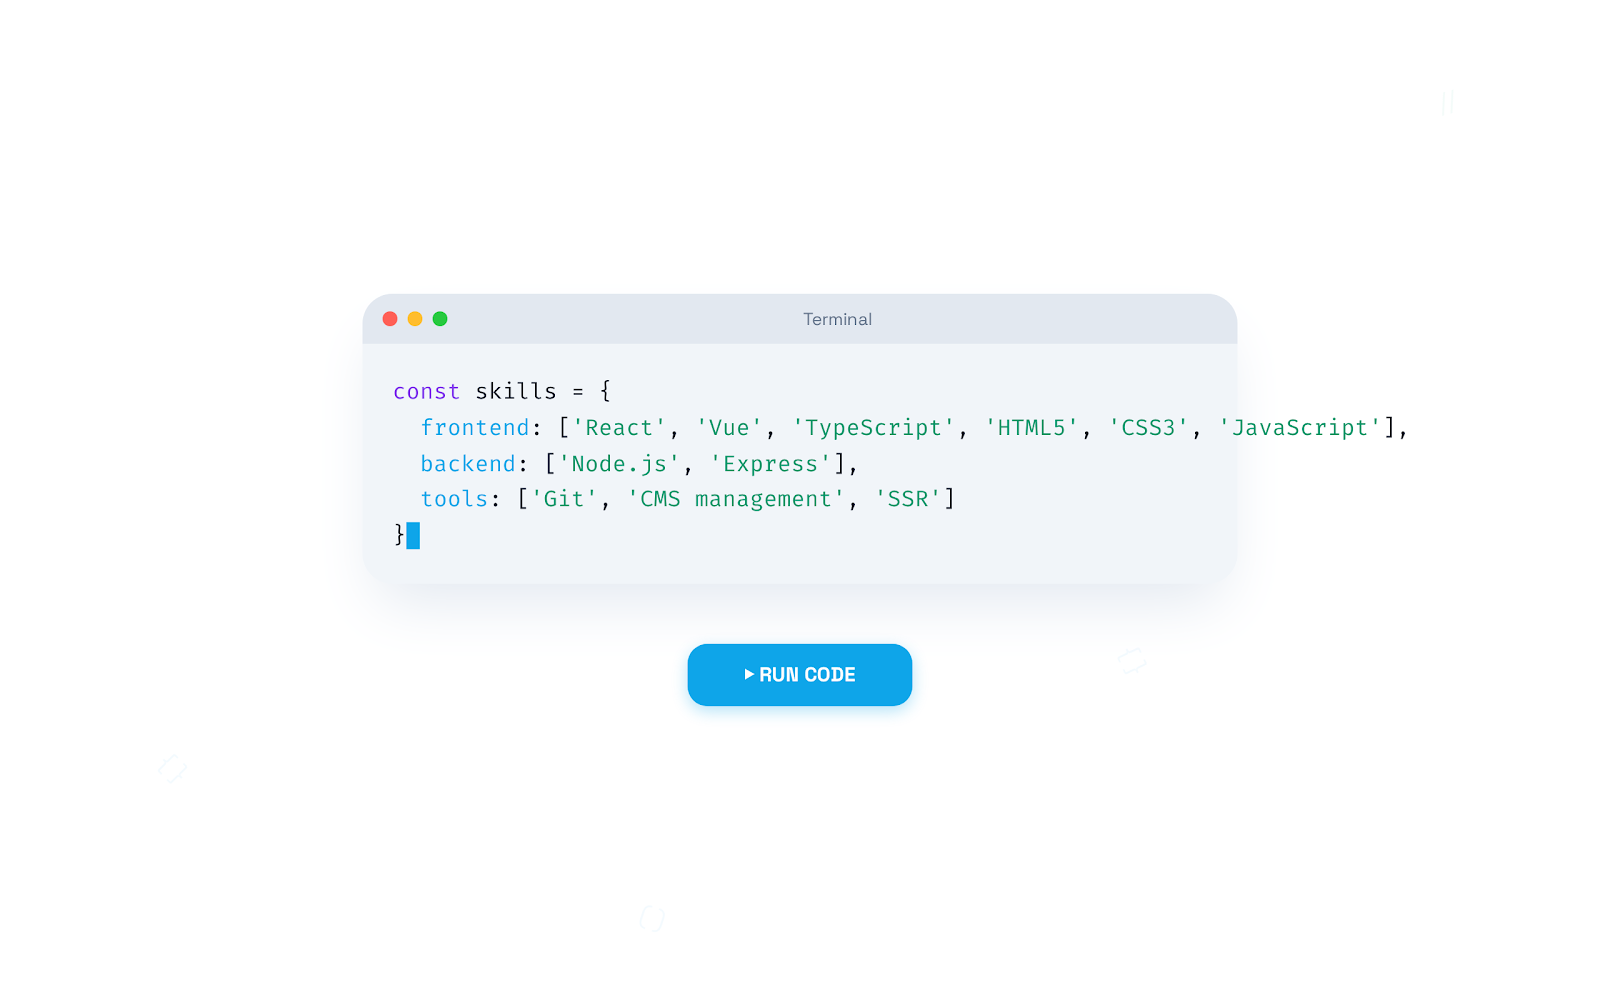 Terminal
const skills = {
  frontend: ['React', 'Vue', 'TypeScript', 'HTML5', 'CSS3', 'JavaScript'],
  backend: ['Node.js', 'Express'],
  tools: ['Git', 'CMS management', 'SSR']
}
▶ RUN CODE